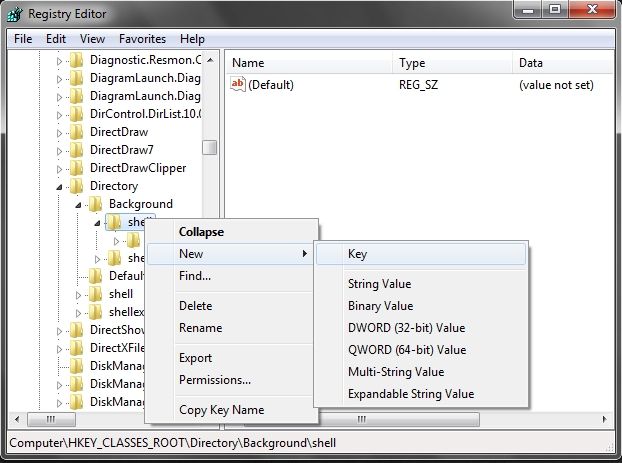 Registry Editor
File Edit View Favorites Help
Diagnostic.Resmon.C
DiagramLaunch.Diag
DiagramLaunch.Diag
DirControl.DirList.10.0
DirectDraw
DirectDraw7
DirectDrawClipper
Directory
Background
shell
she
Default
shell
shellex
DirectShow
DirectXFile
DiskManag
DiskManag
DiskManag
Name Type Data
ab (Default) REG_SZ (value not set)
Collapse
New
Find...
Delete
Rename
Export
Permissions...
Copy Key Name
Key
String Value
Binary Value
DWORD (32-bit) Value
QWORD (64-bit) Value
Multi-String Value
Expandable String Value
Computer\HKEY_CLASSES_ROOT\Directory\Background\shell